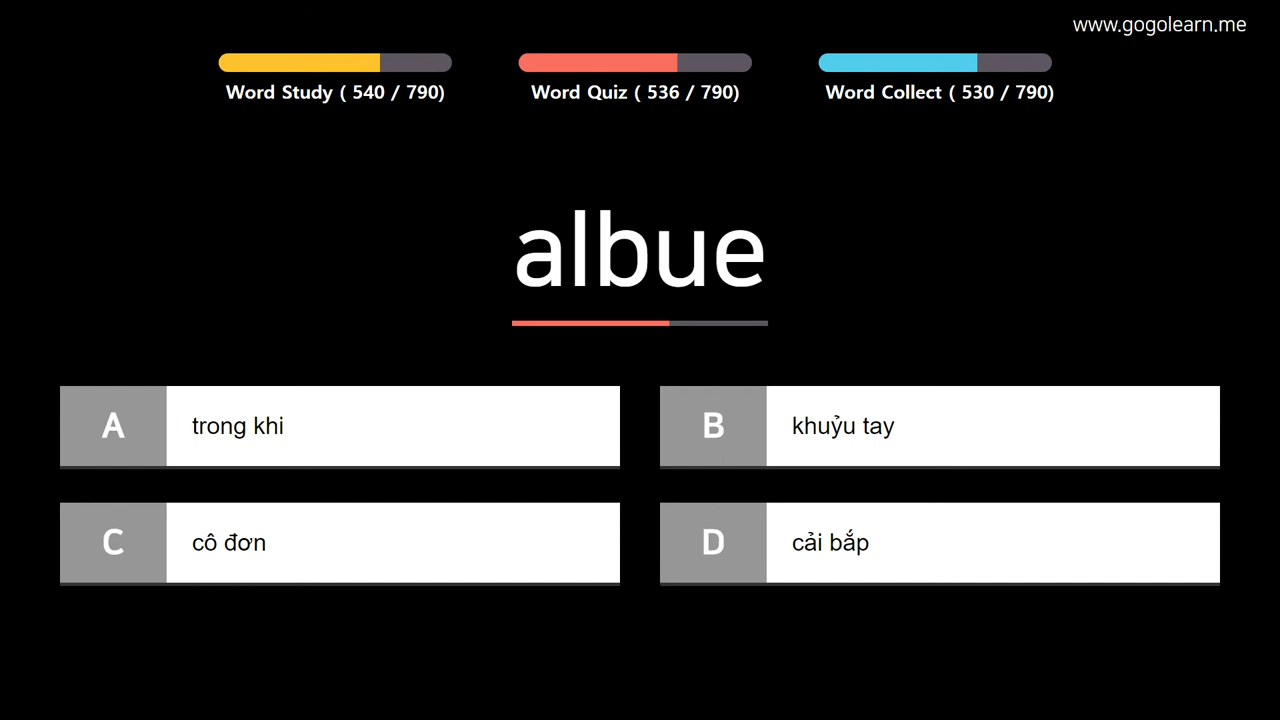 www.gogolearn.me
Word Study ( 540 / 790)
Word Quiz ( 536 / 790)
Word Collect ( 530 / 790)
albue
A trong khi
B khuỷu tay
C cô đơn
D cải bắp